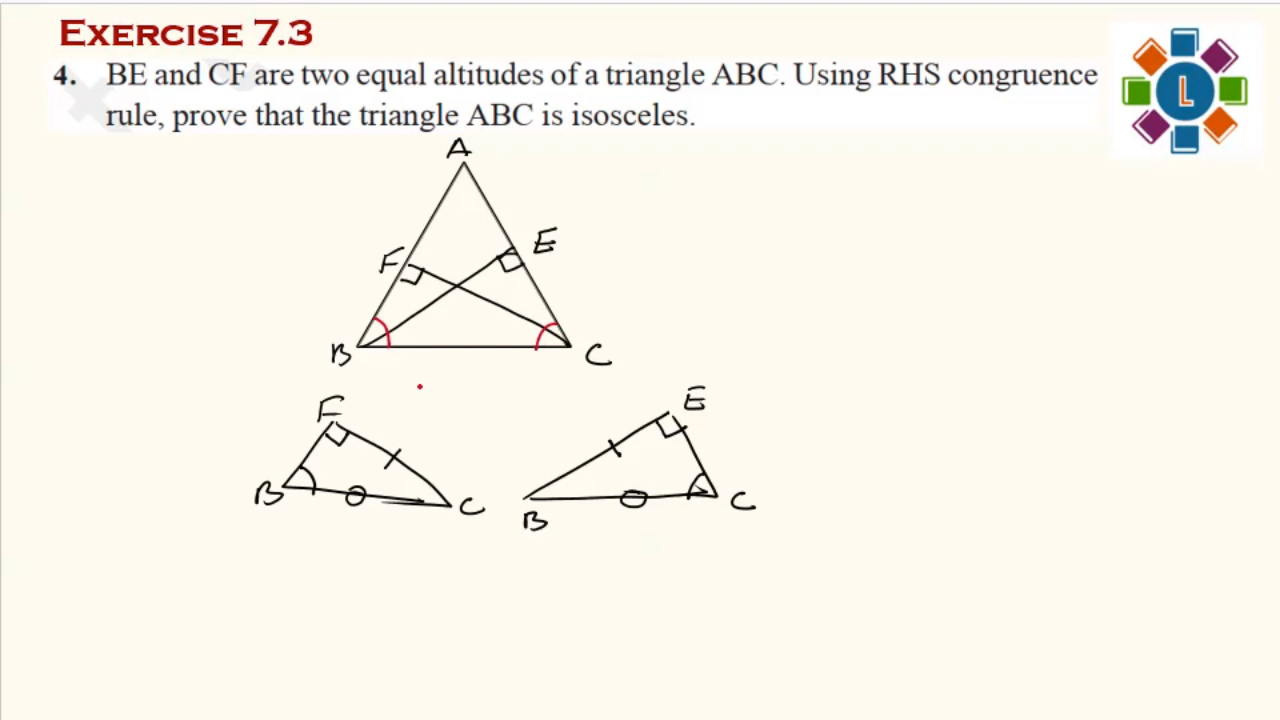 EXERCISE 7.3
4. BE and CF are two equal altitudes of a triangle ABC. Using RHS congruence
rule, prove that the triangle ABC is isosceles.
L
A
F
E
B
C
F
B
C
E
B
C